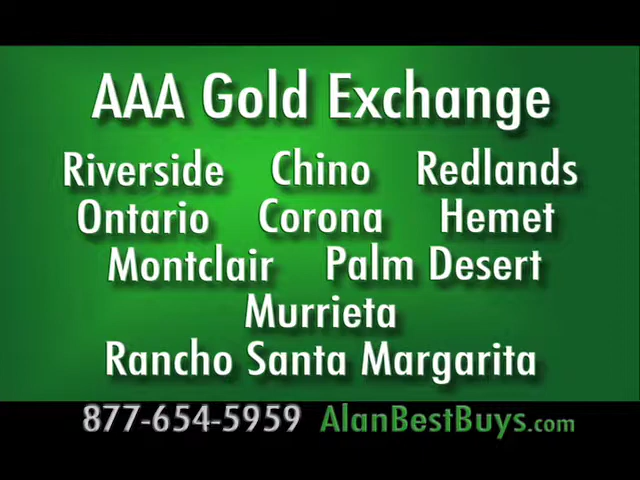 AAA Gold Exchange
Riverside Chino Redlands
Ontario Corona Hemet
Montclair Palm Desert
Murrieta
Rancho Santa Margarita
877-654-5959 AlanBestBuys.com